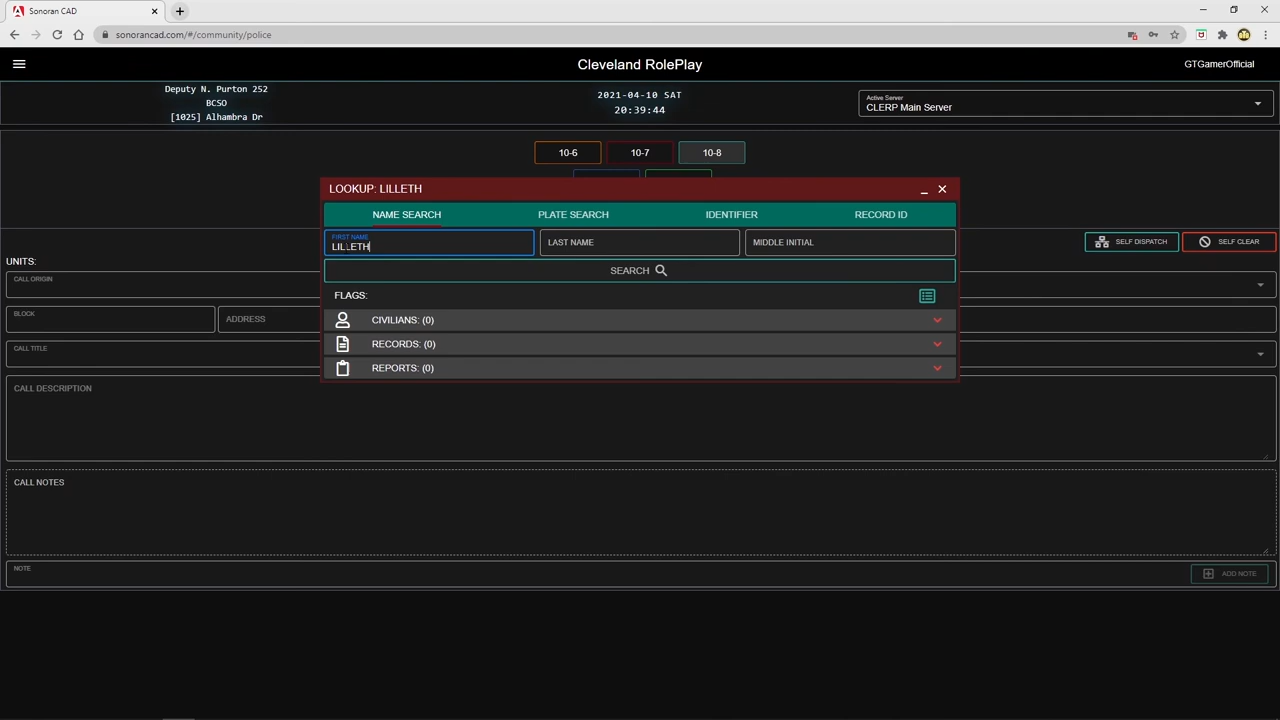 Sonoran CAD
sonorancad.com/#/community/police
Cleveland RolePlay
GTGamerOfficial
Deputy N. Purton 252
BCSO
[1025] Alhambra Dr
2021-04-10 SAT
20:39:44
Active Server
CLERP Main Server
10-6 10-7 10-8
LOOKUP: LILLETH
NAME SEARCH PLATE SEARCH IDENTIFIER RECORD ID
FIRST NAME
LILLETH
LAST NAME
MIDDLE INITIAL
SEARCH
FLAGS:
CIVILIANS: (0)
RECORDS: (0)
REPORTS: (0)
SELF DISPATCH SELF CLEAR
UNITS:
CALL ORIGIN
BLOCK
ADDRESS
CALL TITLE
CALL DESCRIPTION
CALL NOTES
NOTE
ADD NOTE